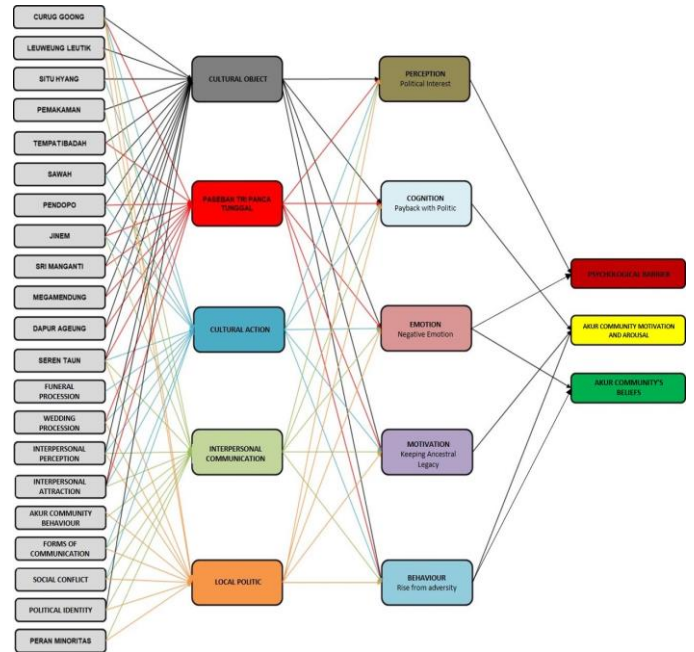 CURUG GOONG
LEUWEUNG LEUTIK
SITU HYANG
PEMAKAMAN
TEMPAT IBADAH
SAWAH
PENDOPO
JINEM
SRI MANGANTI
MEGAMENDUNG
DAPUR AGEUNG
SEREN TAUN
FUNERAL
PROCESSION
WEDDING
PROCESSION
INTERPERSONAL
PERCEPTION
INTERPERSONAL
ATTRACTION
AKUR COMMUNITY
BEHAVIOUR
FORMS OF
COMMUNICATION
SOCIAL CONFLICT
POLITICAL IDENTITY
PERAN MINORITAS
CULTURAL OBJECT
PASEBAN TRI PANCA
TUNGGAL
CULTURAL ACTION
INTERPERSONAL
COMMUNICATION
LOCAL POLITIC
PERCEPTION
Political Interest
COGNITION
Payback with Politic
EMOTION
Negative Emotion
MOTIVATION
Keeping Ancestral
Legacy
BEHAVIOUR
Rise from adversity
PSYCHOLOGICAL BARRIER
AKUR COMMUNITY MOTIVATION
AND AROUSAL
AKUR COMMUNITY'S
BELIEFS